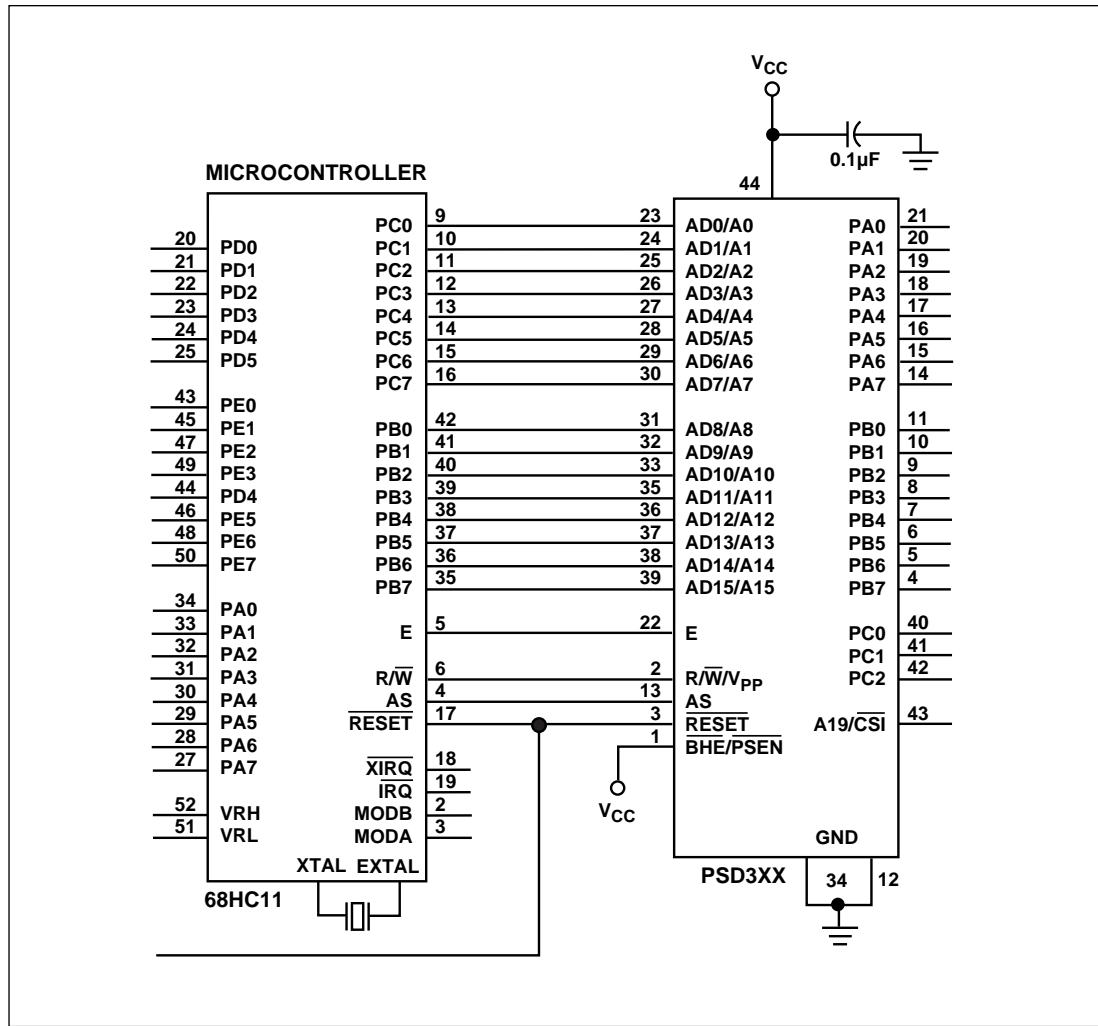 VCC
0.1µF
44
MICROCONTROLLER
20 PD0
21 PD1
22 PD2
23 PD3
24 PD4
25 PD5
43 PE0
45 PE1
47 PE2
49 PE3
44 PD4
46 PE5
48 PE6
50 PE7
34 PA0
33 PA1
32 PA2
31 PA3
30 PA4
29 PA5
28 PA6
27 PA7
52 VRH
51 VRL
PC0 9
PC1 10
PC2 11
PC3 12
PC4 13
PC5 14
PC6 15
PC7 16
PB0 42
PB1 41
PB2 40
PB3 39
PB4 38
PB5 37
PB6 36
PB7 35
E 5
R/W̅ 6
AS 4
R̅E̅S̅E̅T̅ 17
X̅I̅R̅Q̅ 18
I̅R̅Q̅ 19
MODB 2
MODA 3
XTAL EXTAL
68HC11
23 AD0/A0
24 AD1/A1
25 AD2/A2
26 AD3/A3
27 AD4/A4
28 AD5/A5
29 AD6/A6
30 AD7/A7
31 AD8/A8
32 AD9/A9
33 AD10/A10
35 AD11/A11
36 AD12/A12
37 AD13/A13
38 AD14/A14
39 AD15/A15
22 E
2 R/W̅/VPP
13 AS
3 R̅E̅S̅E̅T̅
1 B̅H̅E̅/P̅S̅E̅N̅
VCC
PA0 21
PA1 20
PA2 19
PA3 18
PA4 17
PA5 16
PA6 15
PA7 14
PB0 11
PB1 10
PB2 9
PB3 8
PB4 7
PB5 6
PB6 5
PB7 4
PC0 40
PC1 41
PC2 42
A19/C̅S̅I̅ 43
GND
PSD3XX
34 12